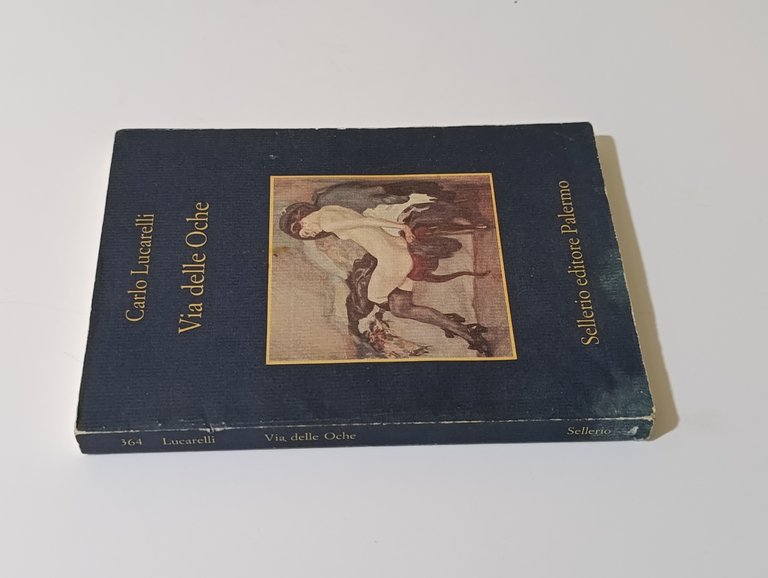 Carlo Lucarelli
Via delle Oche
Sellerio editore Palermo
364 Lucarelli Via delle Oche Sellerio